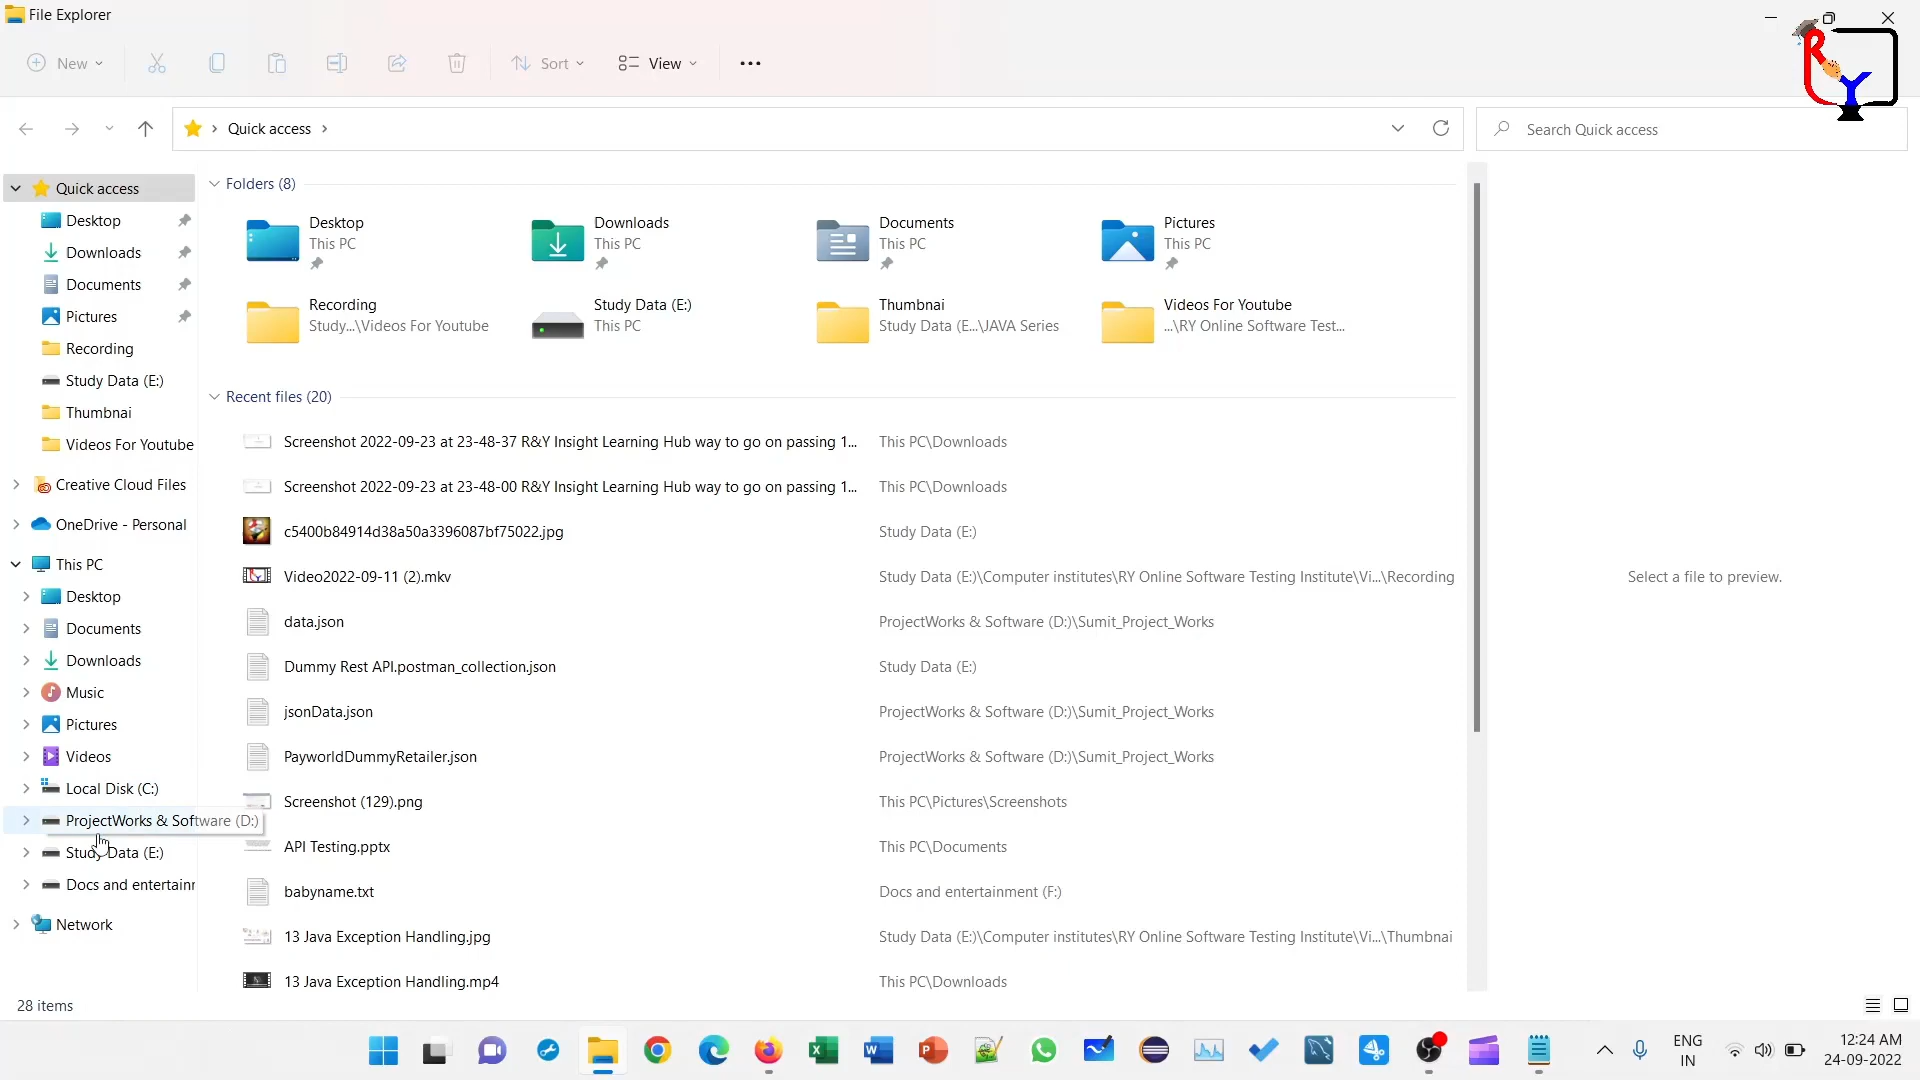 File Explorer
New
Sort
View
Quick access
Search Quick access
Quick access
Desktop
Downloads
Documents
Pictures
Recording
Study Data (E:)
Thumbnai
Videos For Youtube
Creative Cloud Files
OneDrive - Personal
This PC
Desktop
Documents
Downloads
Music
Pictures
Videos
Local Disk (C:)
ProjectWorks & Software (D:)
Study Data (E:)
Docs and entertainr
Network
Folders (8)
Desktop
This PC
Downloads
This PC
Documents
This PC
Pictures
This PC
Recording
Study...\Videos For Youtube
Study Data (E:)
This PC
Thumbnai
Study Data (E...\JAVA Series
Videos For Youtube
...\RY Online Software Test...
Recent files (20)
Screenshot 2022-09-23 at 23-48-37 R&Y Insight Learning Hub way to go on passing 1... This PC\Downloads
Screenshot 2022-09-23 at 23-48-00 R&Y Insight Learning Hub way to go on passing 1... This PC\Downloads
c5400b84914d38a50a3396087bf75022.jpg Study Data (E:)
Video2022-09-11 (2).mkv Study Data (E:)\Computer institutes\RY Online Software Testing Institute\Vi...\Recording
data.json ProjectWorks & Software (D:)\Sumit_Project_Works
Dummy Rest API.postman_collection.json Study Data (E:)
jsonData.json ProjectWorks & Software (D:)\Sumit_Project_Works
PayworldDummyRetailer.json ProjectWorks & Software (D:)\Sumit_Project_Works
Screenshot (129).png This PC\Pictures\Screenshots
API Testing.pptx This PC\Documents
babyname.txt Docs and entertainment (F:)
13 Java Exception Handling.jpg Study Data (E:)\Computer institutes\RY Online Software Testing Institute\Vi...\Thumbnai
13 Java Exception Handling.mp4 This PC\Downloads
Select a file to preview.
28 items
ENG
IN
12:24 AM
24-09-2022
R Y